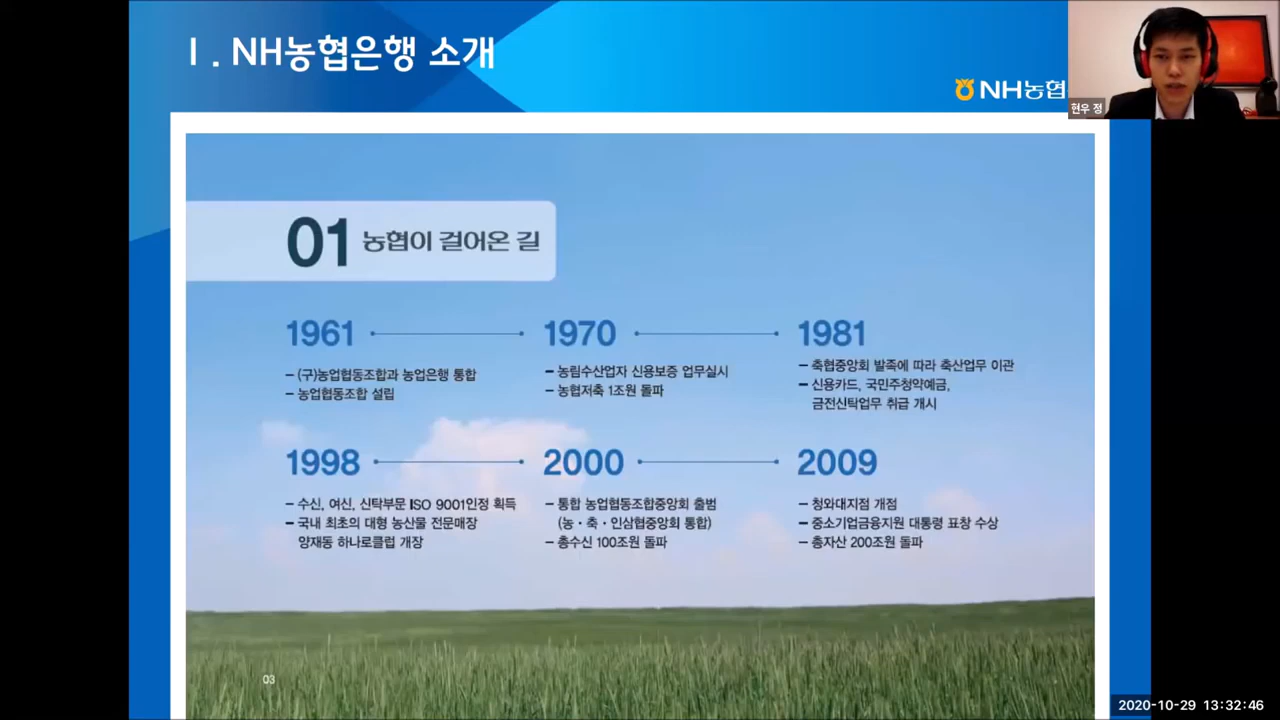 Ⅰ. NH농협은행 소개
NH농협
현우 정
01 농협이 걸어온 길
1961
– (구)농업협동조합과 농업은행 통합
– 농업협동조합 설립
1970
– 농림수산업자 신용보증 업무실시
– 농협저축 1조원 돌파
1981
– 축협중앙회 발족에 따라 축산업무 이관
– 신용카드, 국민주청약예금,
금전신탁업무 취급 개시
1998
– 수신, 여신, 신탁부문 ISO 9001인정 획득
– 국내 최초의 대형 농산물 전문매장
양재동 하나로클럽 개장
2000
– 통합 농업협동조합중앙회 출범
(농·축·인삼협중앙회 통합)
– 총수신 100조원 돌파
2009
– 청와대지점 개점
– 중소기업금융지원 대통령 표창 수상
– 총자산 200조원 돌파
03
2020-10-29 13:32:46